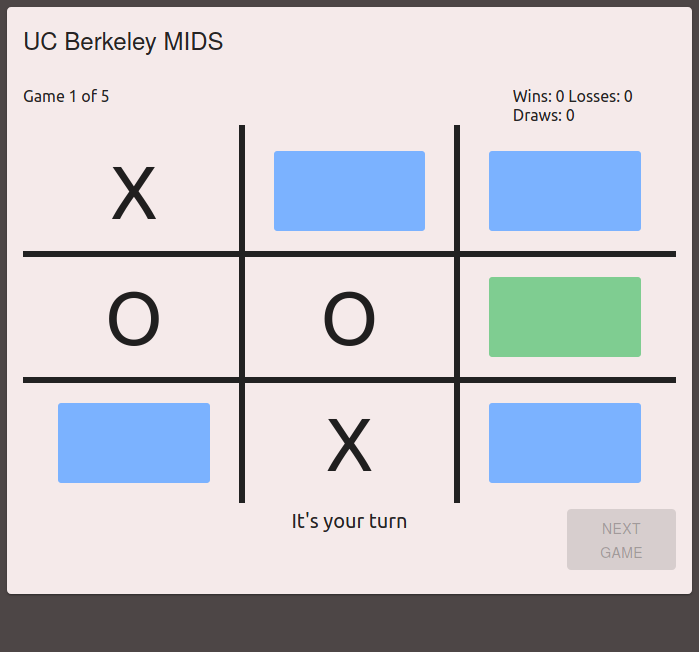 UC Berkeley MIDS
Game 1 of 5
Wins: 0 Losses: 0
Draws: 0
X
O O
X
It's your turn
NEXT
GAME